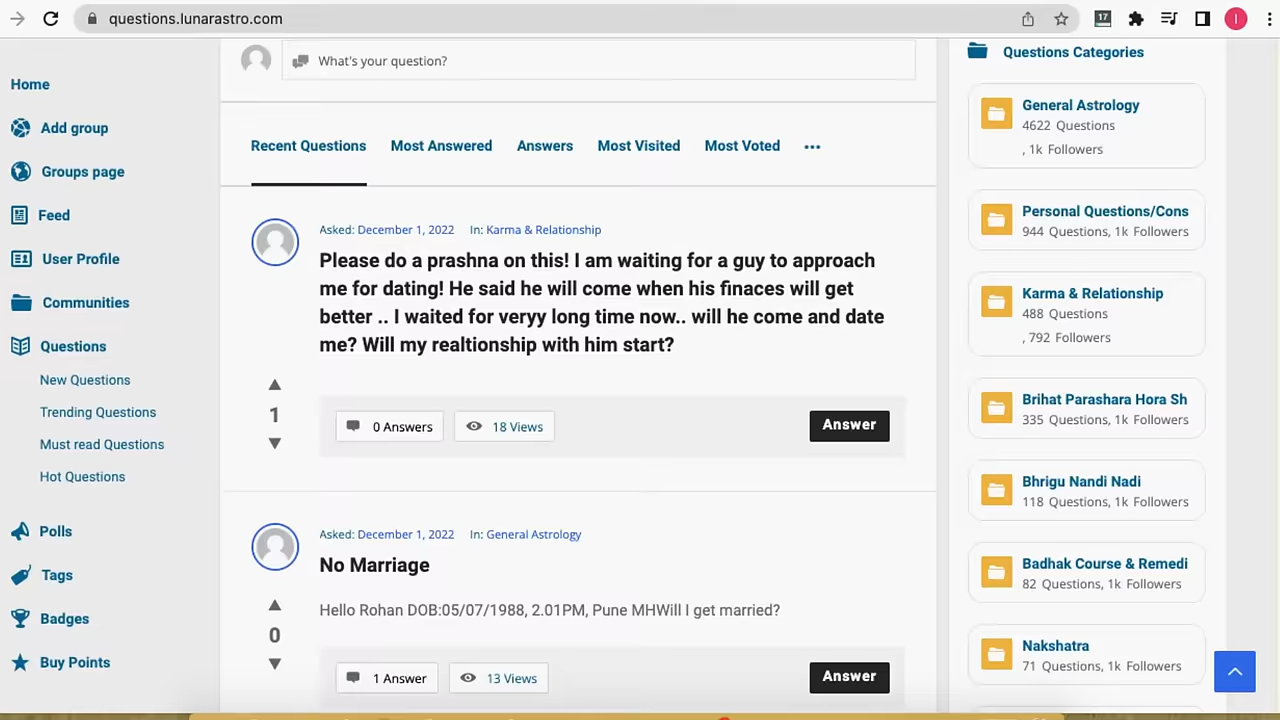 questions.lunarastro.com
17
I
Home
Add group
Groups page
Feed
User Profile
Communities
Questions
New Questions
Trending Questions
Must read Questions
Hot Questions
Polls
Tags
Badges
Buy Points
What's your question?
Recent Questions Most Answered Answers Most Visited Most Voted •••
Asked: December 1, 2022 In: Karma & Relationship
Please do a prashna on this! I am waiting for a guy to approach
me for dating! He said he will come when his finaces will get
better .. I waited for veryy long time now.. will he come and date
me? Will my realtionship with him start?
1
0 Answers 18 Views Answer
Asked: December 1, 2022 In: General Astrology
No Marriage
Hello Rohan DOB:05/07/1988, 2.01PM, Pune MHWill I get married?
0
1 Answer 13 Views Answer
Questions Categories
General Astrology
4622 Questions
, 1k Followers
Personal Questions/Cons
944 Questions, 1k Followers
Karma & Relationship
488 Questions
, 792 Followers
Brihat Parashara Hora Sh
335 Questions, 1k Followers
Bhrigu Nandi Nadi
118 Questions, 1k Followers
Badhak Course & Remedi
82 Questions, 1k Followers
Nakshatra
71 Questions, 1k Followers